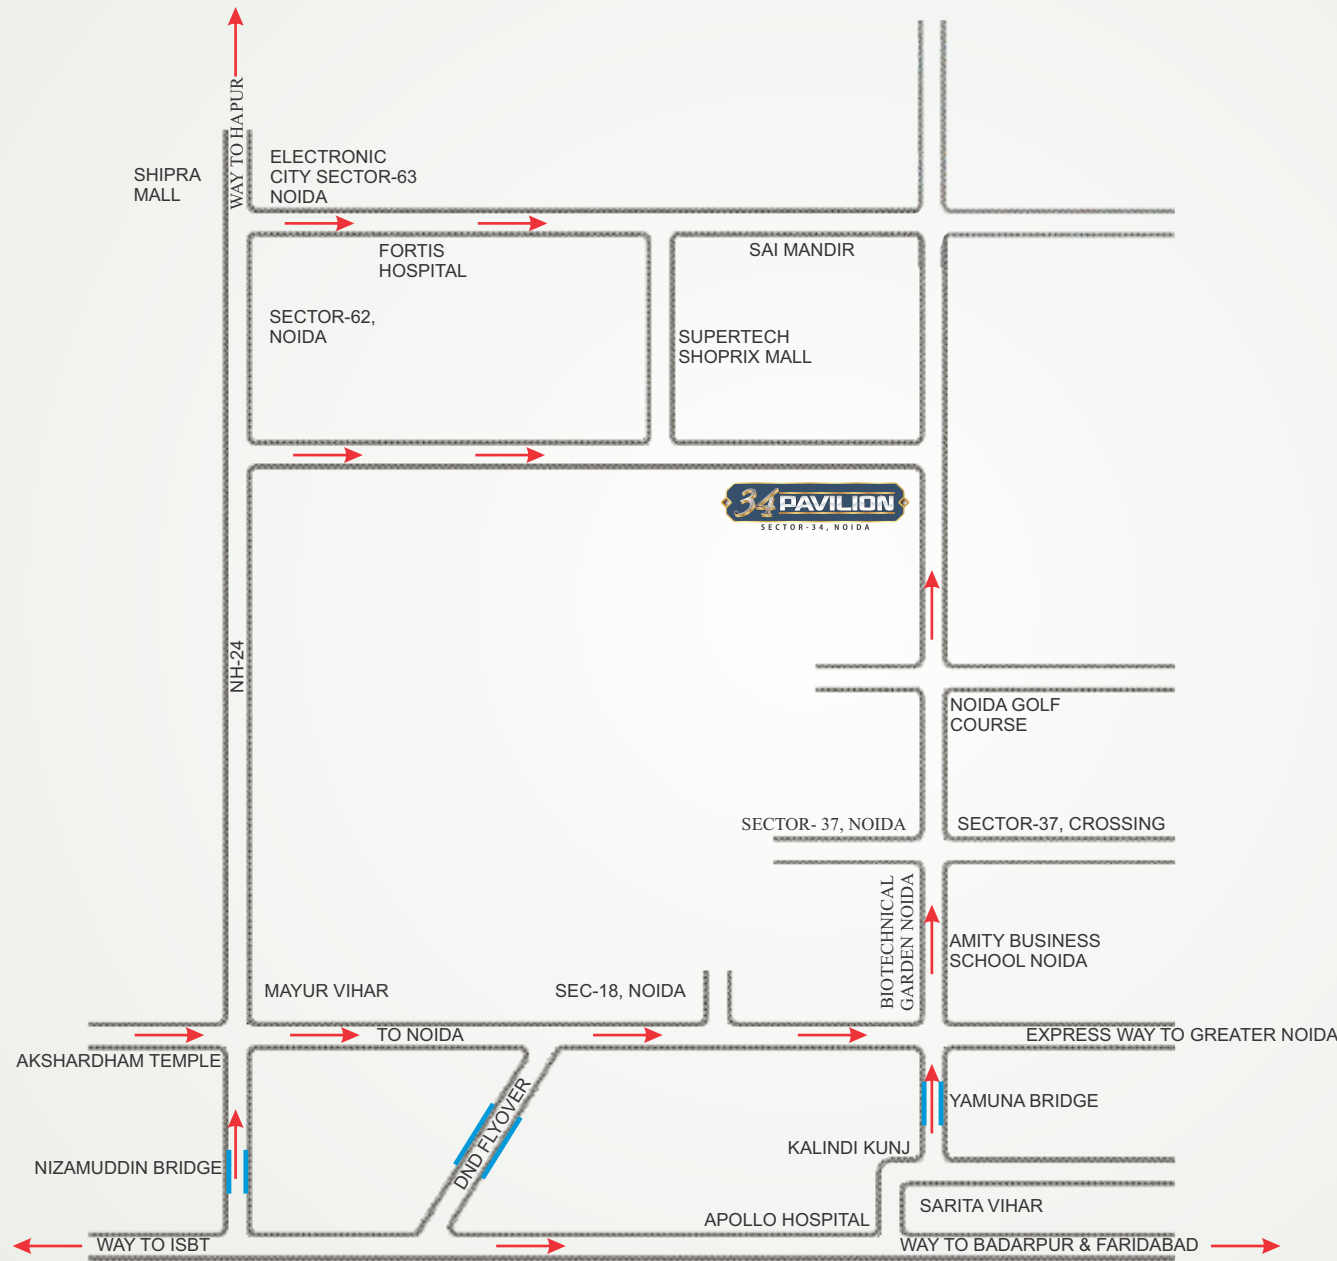 WAY TO HAPUR
SHIPRA
MALL
ELECTRONIC
CITY SECTOR-63
NOIDA
FORTIS
HOSPITAL
SAI MANDIR
SECTOR-62,
NOIDA
SUPERTECH
SHOPRIX MALL
34 PAVILION
SECTOR-34, NOIDA
NH-24
NOIDA GOLF
COURSE
SECTOR- 37, NOIDA
SECTOR-37, CROSSING
BIOTECHNICAL
GARDEN NOIDA
AMITY BUSINESS
SCHOOL NOIDA
MAYUR VIHAR
SEC-18, NOIDA
TO NOIDA
EXPRESS WAY TO GREATER NOIDA
AKSHARDHAM TEMPLE
DND FLYOVER
YAMUNA BRIDGE
KALINDI KUNJ
NIZAMUDDIN BRIDGE
SARITA VIHAR
APOLLO HOSPITAL
WAY TO ISBT
WAY TO BADARPUR & FARIDABAD